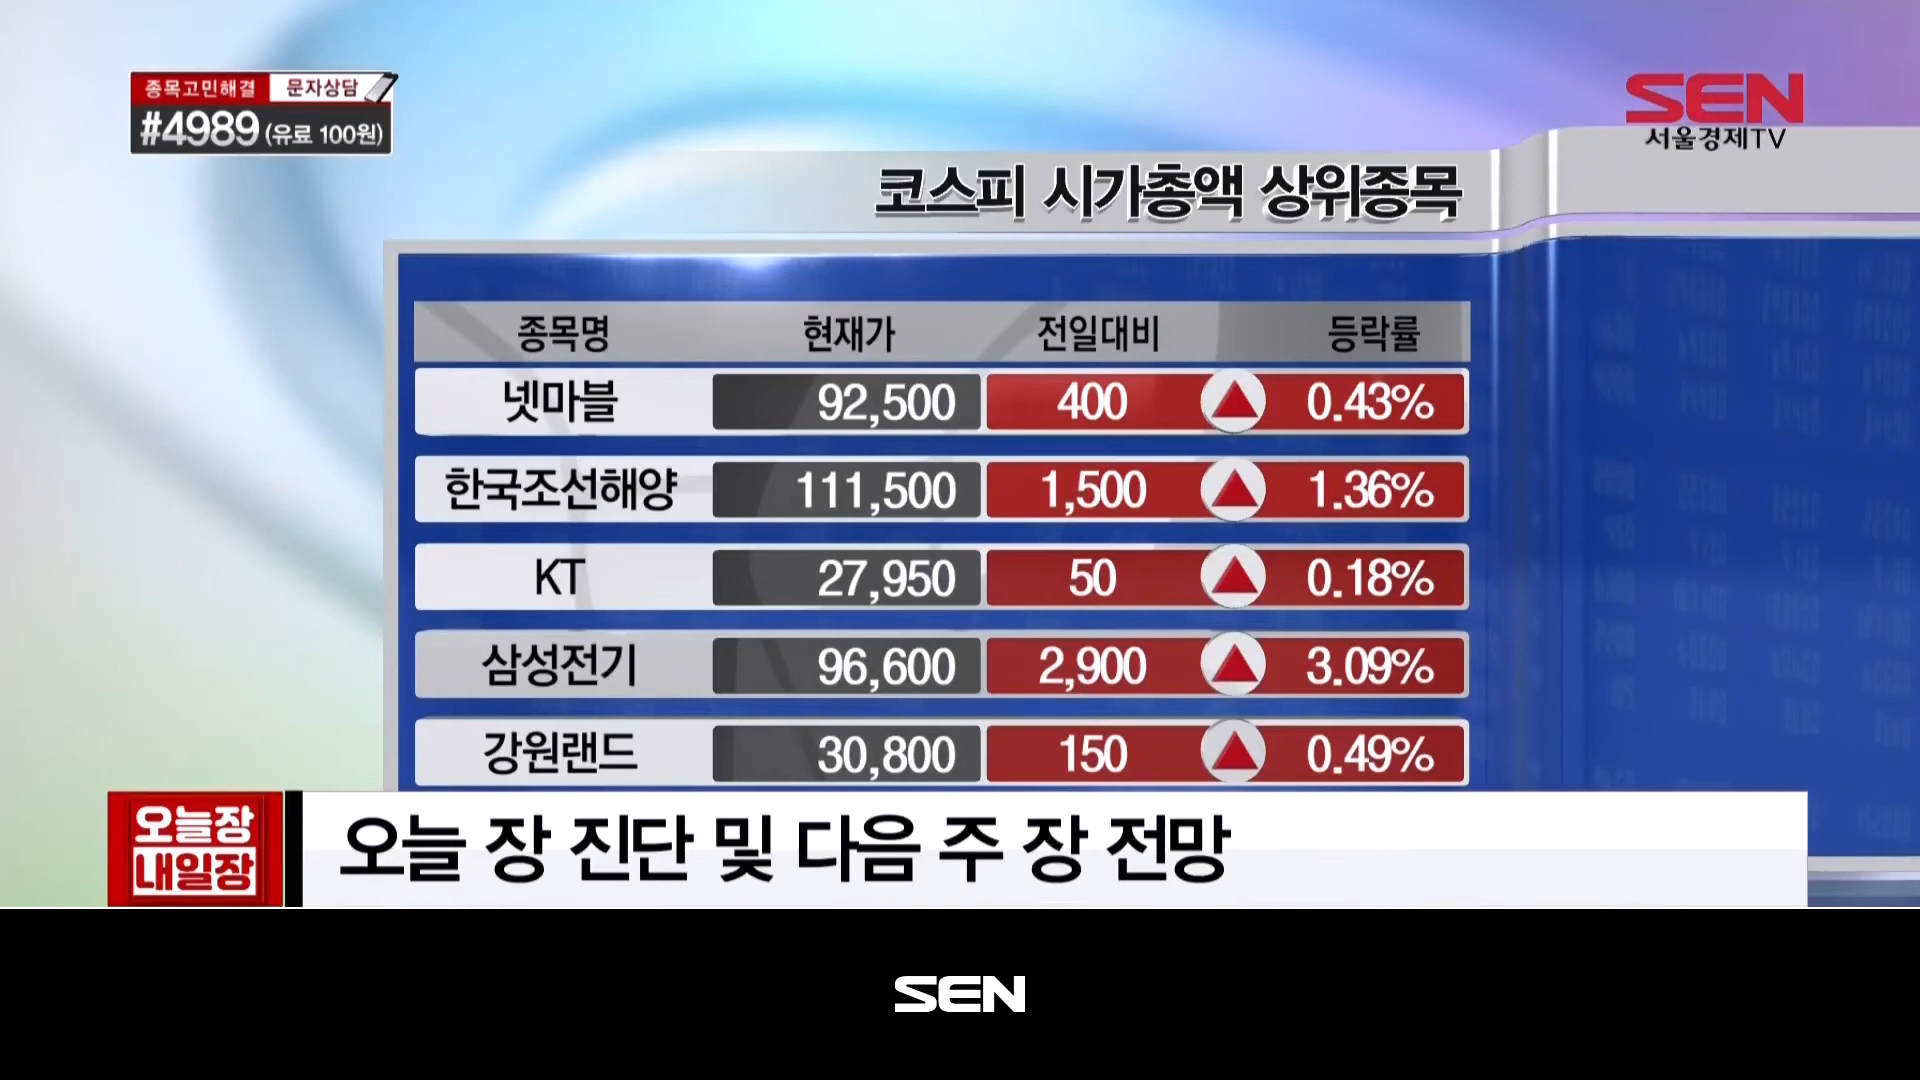 종목고민해결 문자상담
#4989 (유료 100원)
SEN
서울경제TV
코스피 시가총액 상위종목
종목명 현재가 전일대비 등락률
넷마블 92,500 400 ▲ 0.43%
한국조선해양 111,500 1,500 ▲ 1.36%
KT 27,950 50 ▲ 0.18%
삼성전기 96,600 2,900 ▲ 3.09%
강원랜드 30,800 150 ▲ 0.49%
오늘장
내일장
오늘 장 진단 및 다음 주 장 전망
SEN